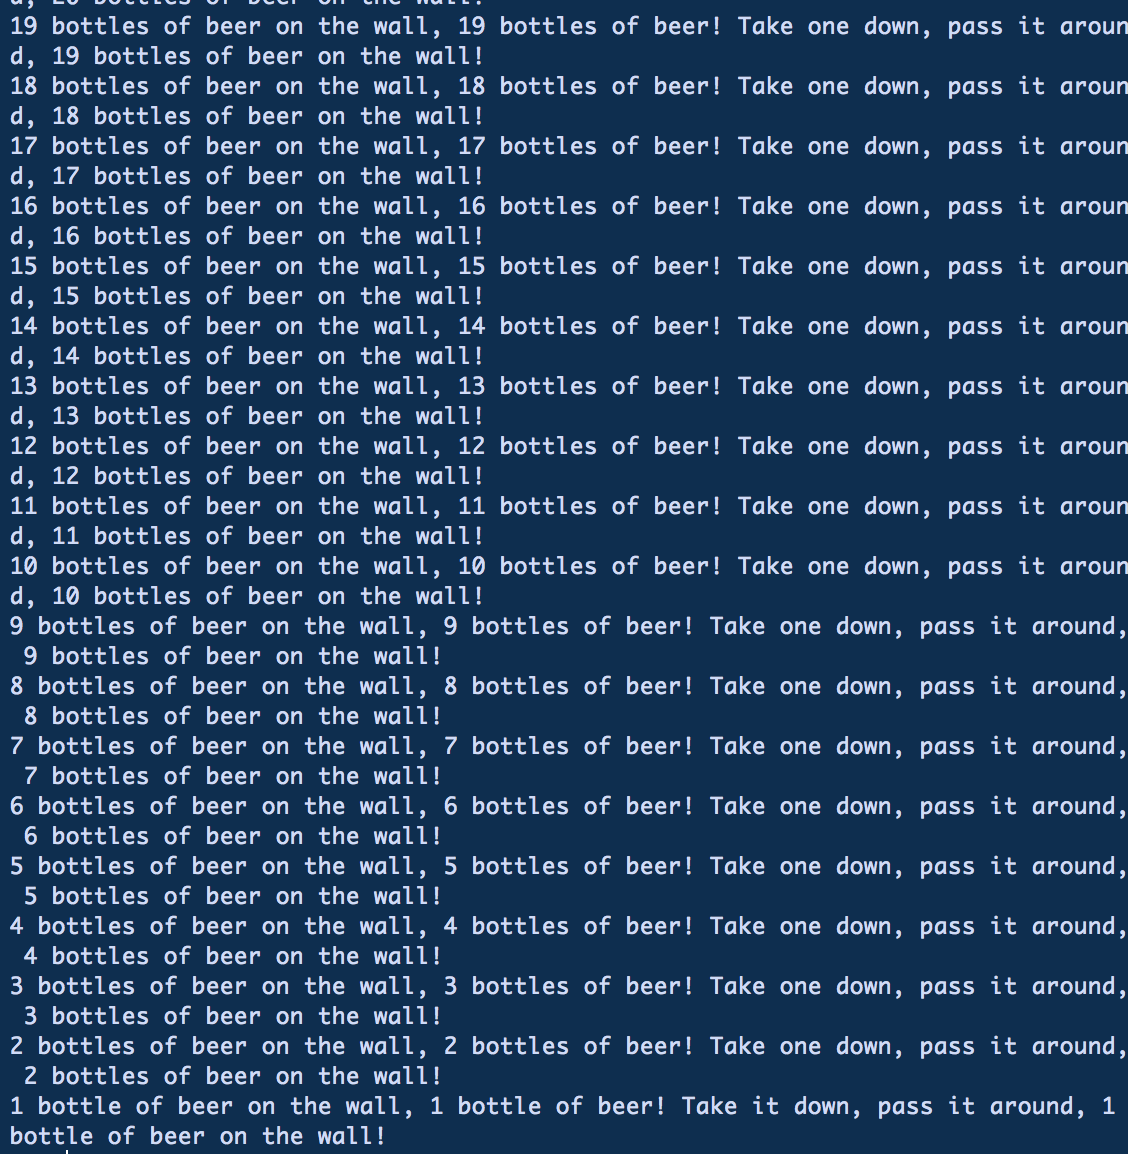 d, 20 bottles of beer on the wall!
19 bottles of beer on the wall, 19 bottles of beer! Take one down, pass it aroun
d, 19 bottles of beer on the wall!
18 bottles of beer on the wall, 18 bottles of beer! Take one down, pass it aroun
d, 18 bottles of beer on the wall!
17 bottles of beer on the wall, 17 bottles of beer! Take one down, pass it aroun
d, 17 bottles of beer on the wall!
16 bottles of beer on the wall, 16 bottles of beer! Take one down, pass it aroun
d, 16 bottles of beer on the wall!
15 bottles of beer on the wall, 15 bottles of beer! Take one down, pass it aroun
d, 15 bottles of beer on the wall!
14 bottles of beer on the wall, 14 bottles of beer! Take one down, pass it aroun
d, 14 bottles of beer on the wall!
13 bottles of beer on the wall, 13 bottles of beer! Take one down, pass it aroun
d, 13 bottles of beer on the wall!
12 bottles of beer on the wall, 12 bottles of beer! Take one down, pass it aroun
d, 12 bottles of beer on the wall!
11 bottles of beer on the wall, 11 bottles of beer! Take one down, pass it aroun
d, 11 bottles of beer on the wall!
10 bottles of beer on the wall, 10 bottles of beer! Take one down, pass it aroun
d, 10 bottles of beer on the wall!
9 bottles of beer on the wall, 9 bottles of beer! Take one down, pass it around,
9 bottles of beer on the wall!
8 bottles of beer on the wall, 8 bottles of beer! Take one down, pass it around,
8 bottles of beer on the wall!
7 bottles of beer on the wall, 7 bottles of beer! Take one down, pass it around,
7 bottles of beer on the wall!
6 bottles of beer on the wall, 6 bottles of beer! Take one down, pass it around,
6 bottles of beer on the wall!
5 bottles of beer on the wall, 5 bottles of beer! Take one down, pass it around,
5 bottles of beer on the wall!
4 bottles of beer on the wall, 4 bottles of beer! Take one down, pass it around,
4 bottles of beer on the wall!
3 bottles of beer on the wall, 3 bottles of beer! Take one down, pass it around,
3 bottles of beer on the wall!
2 bottles of beer on the wall, 2 bottles of beer! Take one down, pass it around,
2 bottles of beer on the wall!
1 bottle of beer on the wall, 1 bottle of beer! Take it down, pass it around, 1
bottle of beer on the wall!